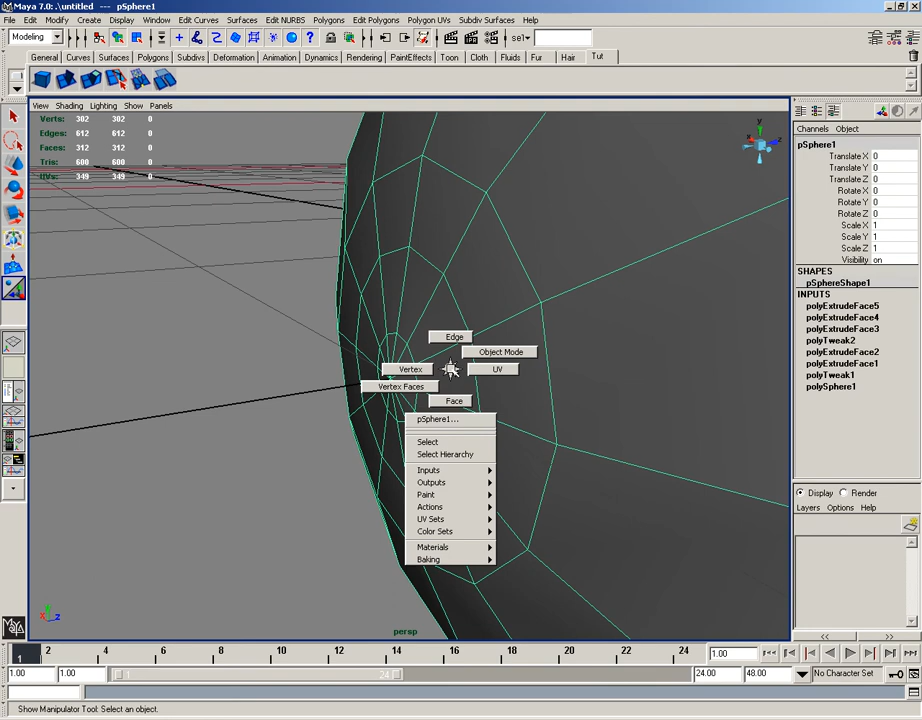 Maya 7.0: .\untitled --- pSphere1
File Edit Modify Create Display Window Edit Curves Surfaces Edit NURBS Polygons Edit Polygons Polygon UVs Subdiv Surfaces Help
Modeling
sel
General Curves Surfaces Polygons Subdivs Deformation Animation Dynamics Rendering PaintEffects Toon Cloth Fluids Fur Hair Tut
View Shading Lighting Show Panels
Verts: 302 302 0
Edges: 612 612 0
Faces: 312 312 0
Tris: 600 600 0
UVs: 349 349 0
y
x
z
Edge
Object Mode
Vertex
UV
Vertex Faces
Face
pSphere1...
Select
Select Hierarchy
Inputs
Outputs
Paint
Actions
UV Sets
Color Sets
Materials
Baking
persp
Channels Object
pSphere1
Translate X 0
Translate Y 0
Translate Z 0
Rotate X 0
Rotate Y 0
Rotate Z 0
Scale X 1
Scale Y 1
Scale Z 1
Visibility on
SHAPES
pSphereShape1
INPUTS
polyExtrudeFace5
polyExtrudeFace4
polyExtrudeFace3
polyTweak2
polyExtrudeFace2
polyExtrudeFace1
polyTweak1
polySphere1
Display Render
Layers Options Help
<<
>>
1 2 4 6 8 10 12 14 16 18 20 22 24
1.00
1.00 1.00 1 24 24.00 48.00 No Character Set
Show Manipulator Tool: Select an object.